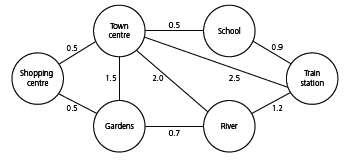 Town
centre
0.5
School
0.5
0.9
Shopping
centre
1.5
2.0
2.5
Train
station
0.5
1.2
Gardens
0.7
River